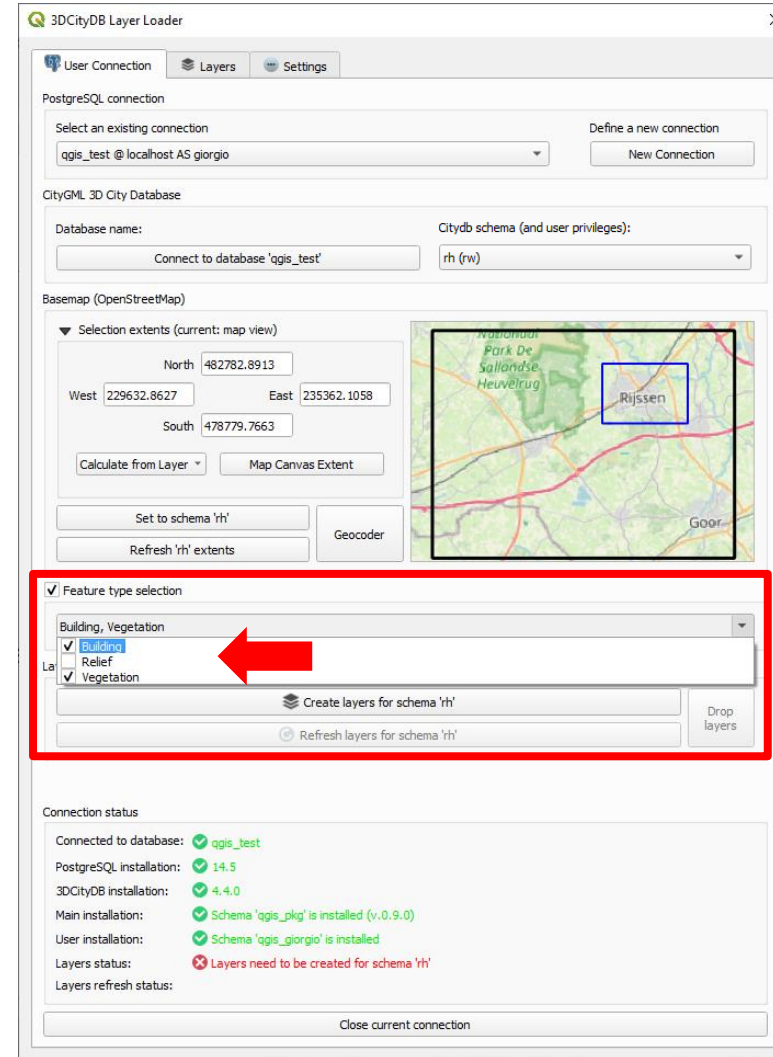 3DCityDB Layer Loader
User Connection
Layers
Settings
PostgreSQL connection
Select an existing connection
Define a new connection
qgis_test @ localhost AS giorgio
New Connection
CityGML 3D City Database
Database name:
Citydb schema (and user privileges):
Connect to database 'qgis_test'
rh (rw)
Basemap (OpenStreetMap)
Selection extents (current: map view)
North 482782.8913
West 229632.8627 East 235362.1058
South 478779.7663
Calculate from Layer
Map Canvas Extent
Set to schema 'rh'
Refresh 'rh' extents
Geocoder
Nationaal
Park De
Sallandse
Heuvelrug
Rijssen
Goor
Feature type selection
Building, Vegetation
Building
Relief
Vegetation
La
Create layers for schema 'rh'
Refresh layers for schema 'rh'
Drop
layers
Connection status
Connected to database: qgis_test
PostgreSQL installation: 14.5
3DCityDB installation: 4.4.0
Main installation: Schema 'qgis_pkg' is installed (v.0.9.0)
User installation: Schema 'qgis_giorgio' is installed
Layers status: Layers need to be created for schema 'rh'
Layers refresh status:
Close current connection